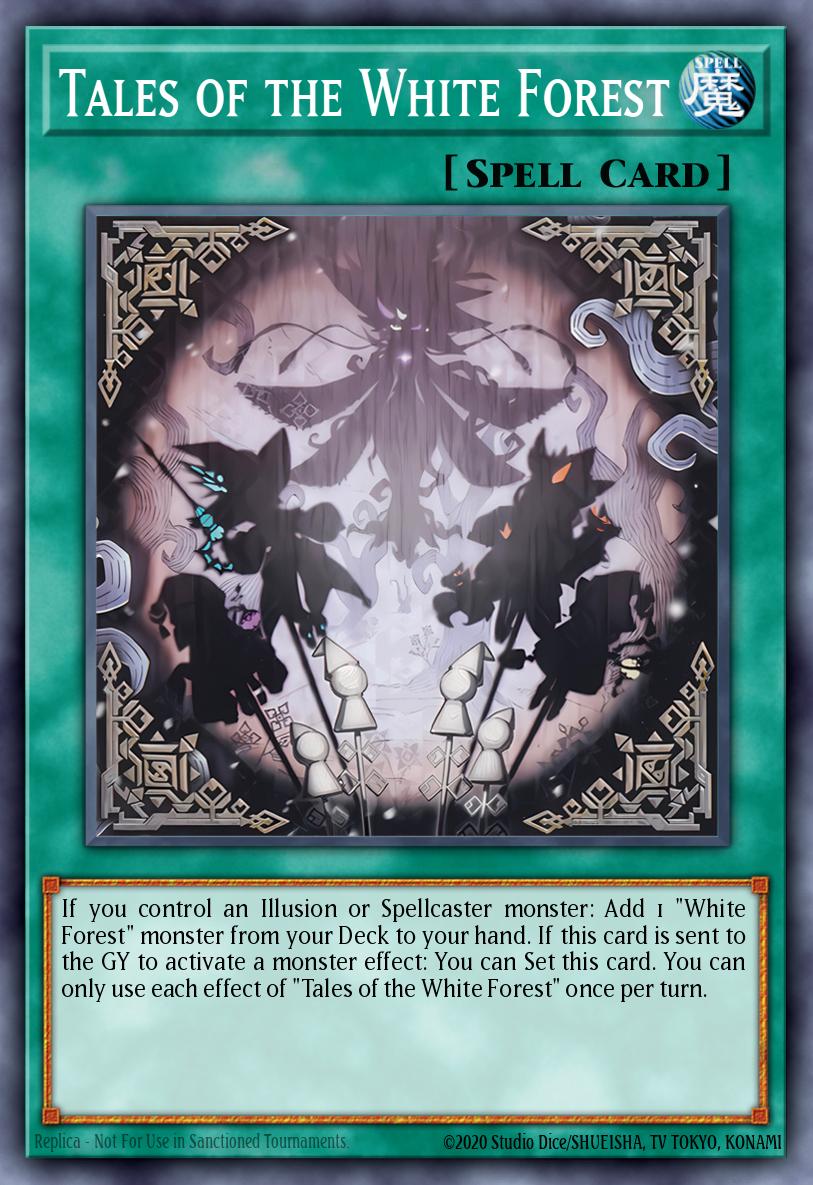 Tales of the White Forest
SPELL
魔
[ Spell Card ]
If you control an Illusion or Spellcaster monster: Add 1 "White
Forest" monster from your Deck to your hand. If this card is sent to
the GY to activate a monster effect: You can Set this card. You can
only use each effect of "Tales of the White Forest" once per turn.
Replica - Not For Use in Sanctioned Tournaments.
©2020 Studio Dice/SHUEISHA, TV TOKYO, KONAMI